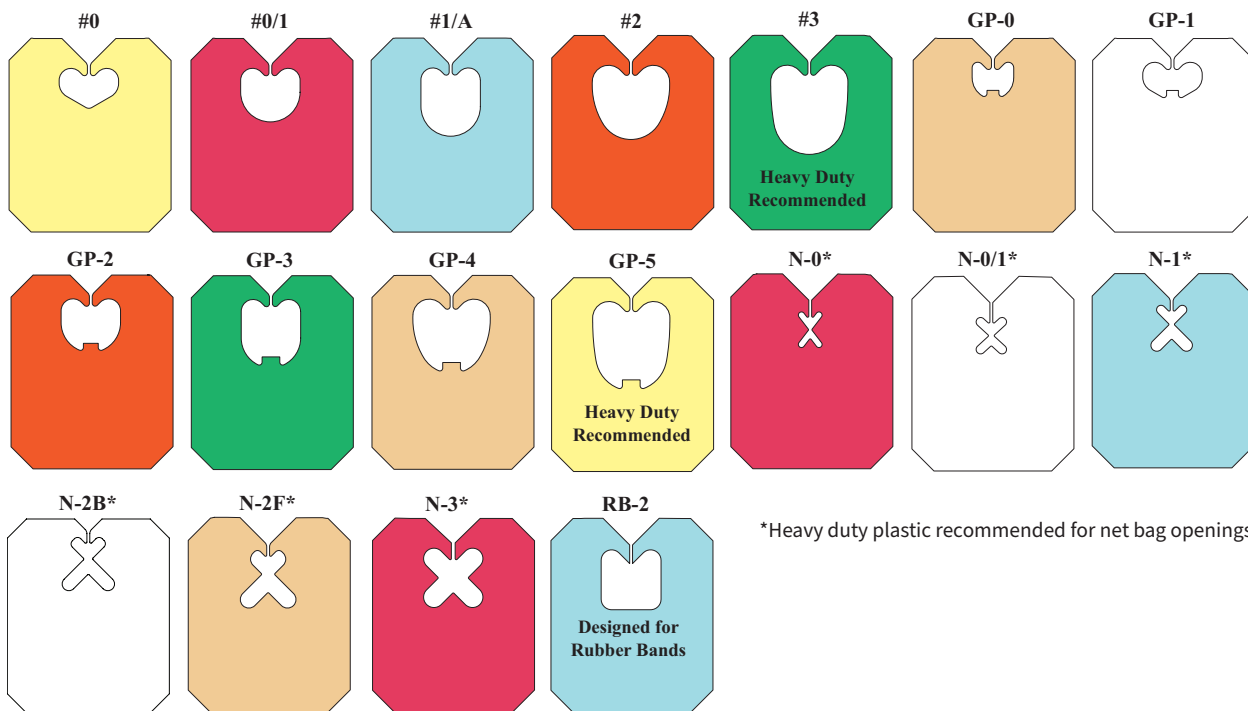 #0
#0/1
#1/A
#2
#3
GP-0
GP-1
Heavy Duty
Recommended
GP-2
GP-3
GP-4
GP-5
N-0*
N-0/1*
N-1*
Heavy Duty
Recommended
N-2B*
N-2F*
N-3*
RB-2
*Heavy duty plastic recommended for net bag openings
Designed for
Rubber Bands